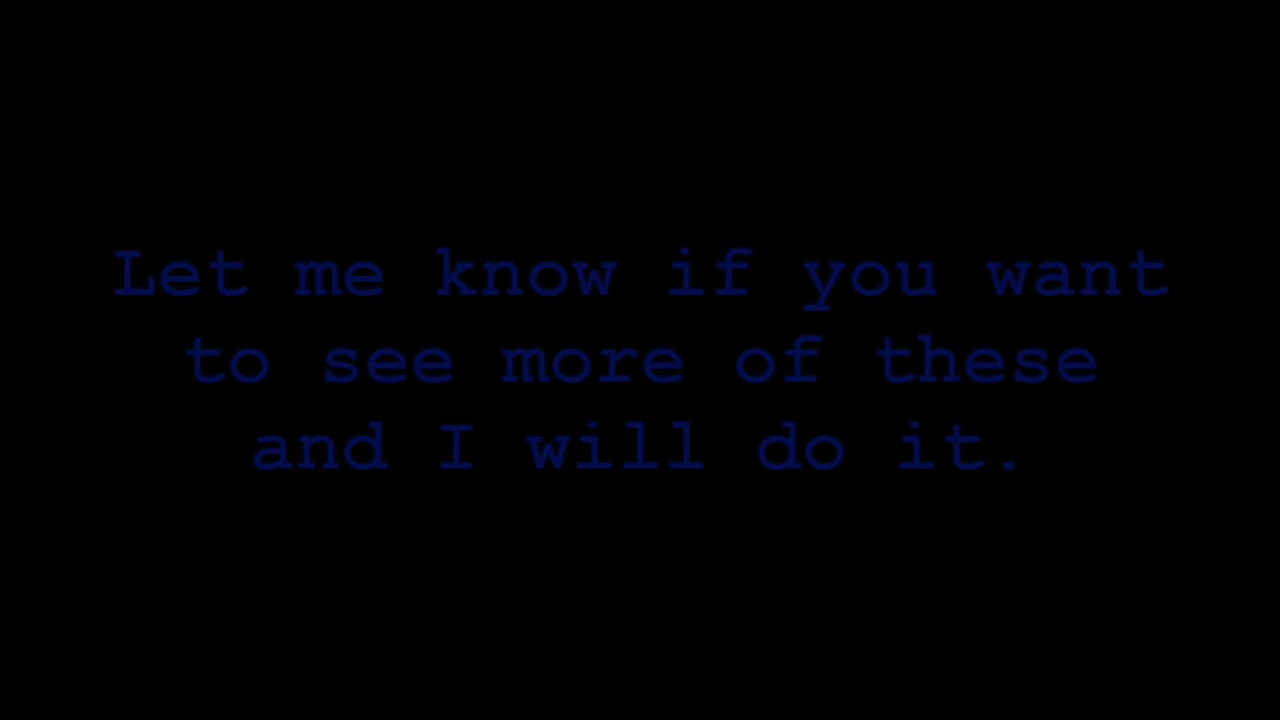 Let me know if you want
to see more of these
and I will do it.